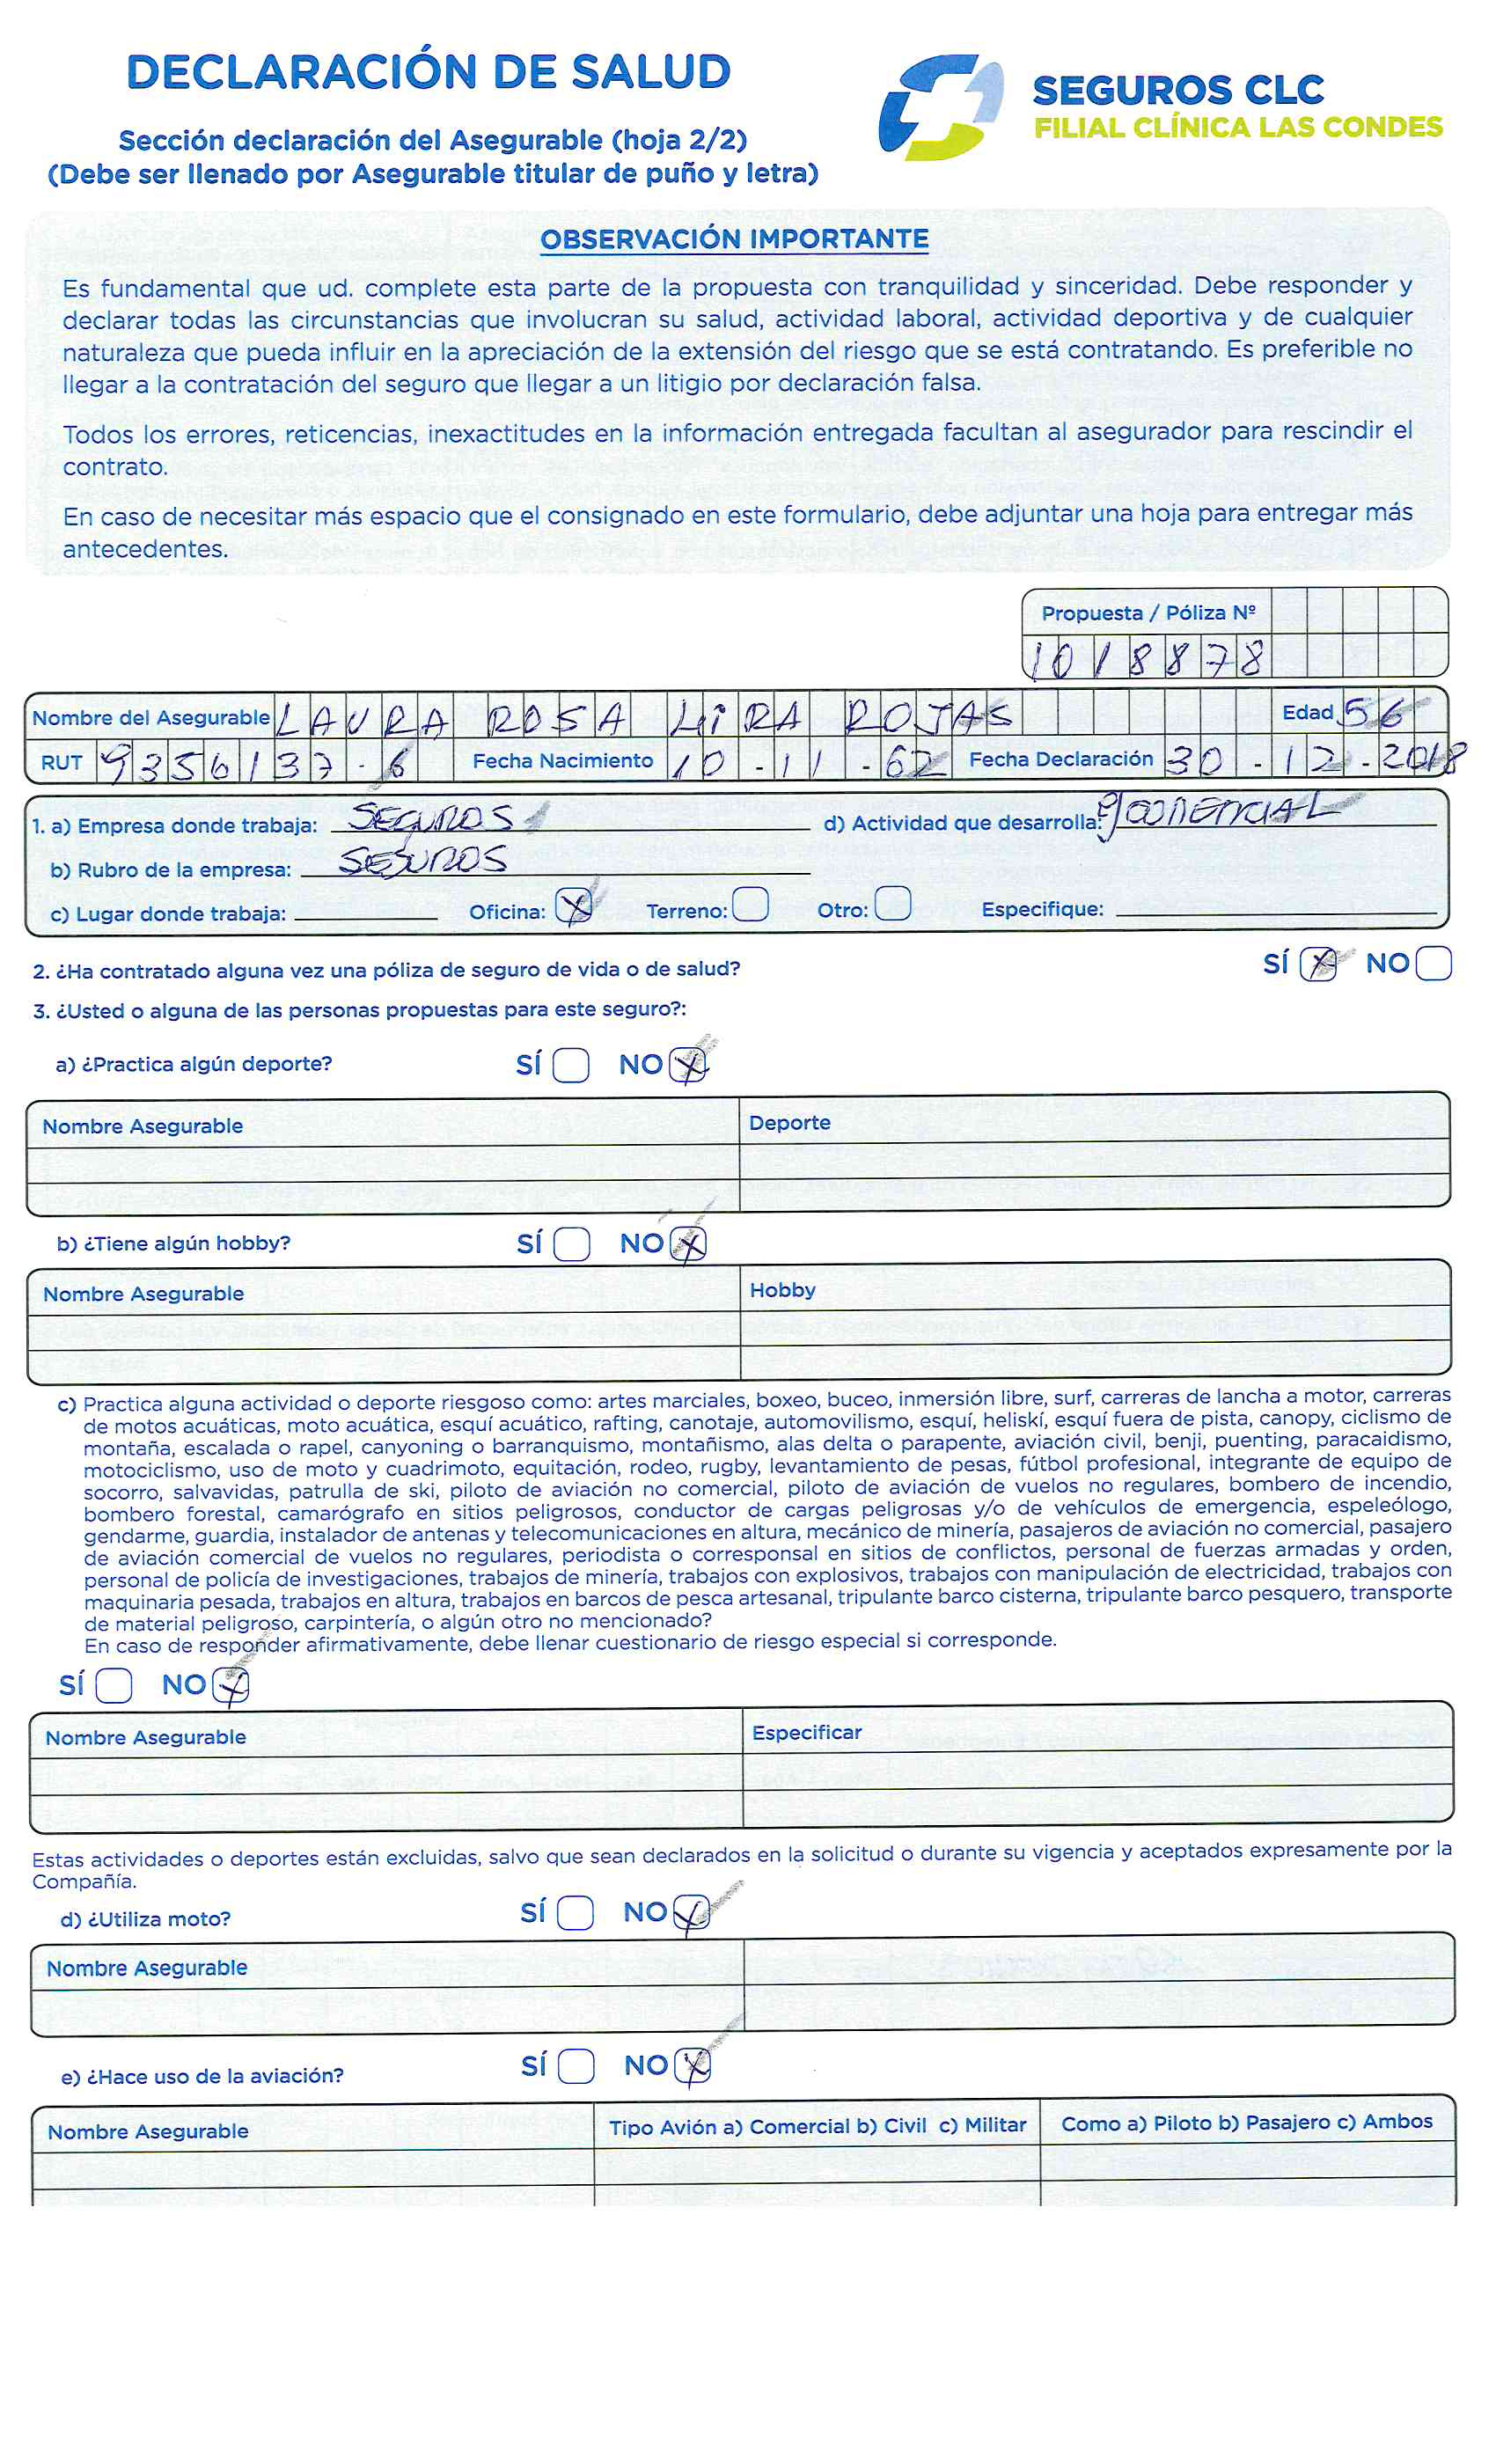 DECLARACIÓN DE SALUD
Sección declaración del Asegurable (hoja 2/2)
(Debe ser llenado por Asegurable titular de puño y letra)
SEGUROS CLC
FILIAL CLÍNICA LAS CONDES
OBSERVACIÓN IMPORTANTE
Es fundamental que ud. complete esta parte de la propuesta con tranquilidad y sinceridad. Debe responder y
declarar todas las circunstancias que involucran su salud, actividad laboral, actividad deportiva y de cualquier
naturaleza que pueda influir en la apreciación de la extensión del riesgo que se está contratando. Es preferible no
llegar a la contratación del seguro que llegar a un litigio por declaración falsa.
Todos los errores, reticencias, inexactitudes en la información entregada facultan al asegurador para rescindir el
contrato.
En caso de necesitar más espacio que el consignado en este formulario, debe adjuntar una hoja para entregar más
antecedentes.
Propuesta / Póliza Nº
1018878
Nombre del Asegurable LAURA ROSA LIRA ROJAS Edad 56
RUT 9356137-6 Fecha Nacimiento 10-11-62 Fecha Declaración 30-12-2018
1. a) Empresa donde trabaja: SEGUROS d) Actividad que desarrolla:
b) Rubro de la empresa: SEGUROS
c) Lugar donde trabaja: Oficina: X Terreno: Otro: Especifique:
2. ¿Ha contratado alguna vez una póliza de seguro de vida o de salud? SÍ X NO
3. ¿Usted o alguna de las personas propuestas para este seguro?:
a) ¿Practica algún deporte? SÍ NO X
Nombre Asegurable Deporte
b) ¿Tiene algún hobby? SÍ NO X
Nombre Asegurable Hobby
c) Practica alguna actividad o deporte riesgoso como: artes marciales, boxeo, buceo, inmersión libre, surf, carreras de lancha a motor, carreras
de motos acuáticas, moto acuática, esquí acuático, rafting, canotaje, automovilismo, esquí, heliskí, esquí fuera de pista, canopy, ciclismo de
montaña, escalada o rapel, canyoning o barranquismo, montañismo, alas delta o parapente, aviación civil, benji, puenting, paracaidismo,
motociclismo, uso de moto y cuadrimoto, equitación, rodeo, rugby, levantamiento de pesas, fútbol profesional, integrante de equipo de
socorro, salvavidas, patrulla de ski, piloto de aviación no comercial, piloto de aviación de vuelos no regulares, bombero de incendio,
bombero forestal, camarógrafo en sitios peligrosos, conductor de cargas peligrosas y/o de vehículos de emergencia, espeleólogo,
gendarme, guardia, instalador de antenas y telecomunicaciones en altura, mecánico de minería, pasajeros de aviación no comercial, pasajero
de aviación comercial de vuelos no regulares, periodista o corresponsal en sitios de conflictos, personal de fuerzas armadas y orden,
personal de policía de investigaciones, trabajos de minería, trabajos con explosivos, trabajos con manipulación de electricidad, trabajos con
maquinaria pesada, trabajos en altura, trabajos en barcos de pesca artesanal, tripulante barco cisterna, tripulante barco pesquero, transporte
de material peligroso, carpintería, o algún otro no mencionado?
En caso de responder afirmativamente, debe llenar cuestionario de riesgo especial si corresponde.
SÍ NO X
Nombre Asegurable Especificar
Estas actividades o deportes están excluidas, salvo que sean declarados en la solicitud o durante su vigencia y aceptados expresamente por la
Compañía.
d) ¿Utiliza moto? SÍ NO X
Nombre Asegurable
e) ¿Hace uso de la aviación? SÍ NO X
Nombre Asegurable Tipo Avión a) Comercial b) Civil c) Militar Como a) Piloto b) Pasajero c) Ambos